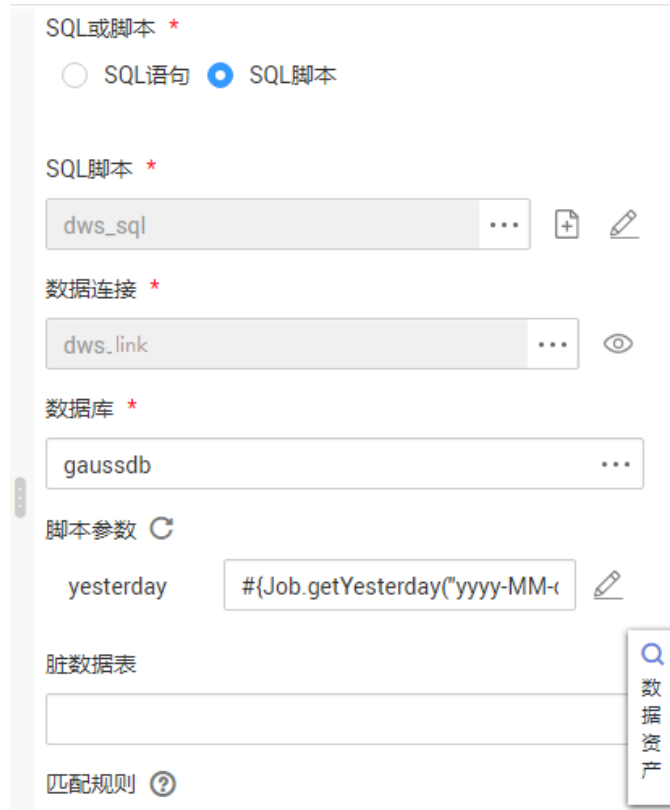 SQL或脚本 *
SQL语句 SQL脚本
SQL脚本 *
dws_sql ...
数据连接 *
dws_link ...
数据库 *
gaussdb ...
脚本参数
yesterday #{Job.getYesterday("yyyy-MM-
脏数据表
数据资产
匹配规则 ?